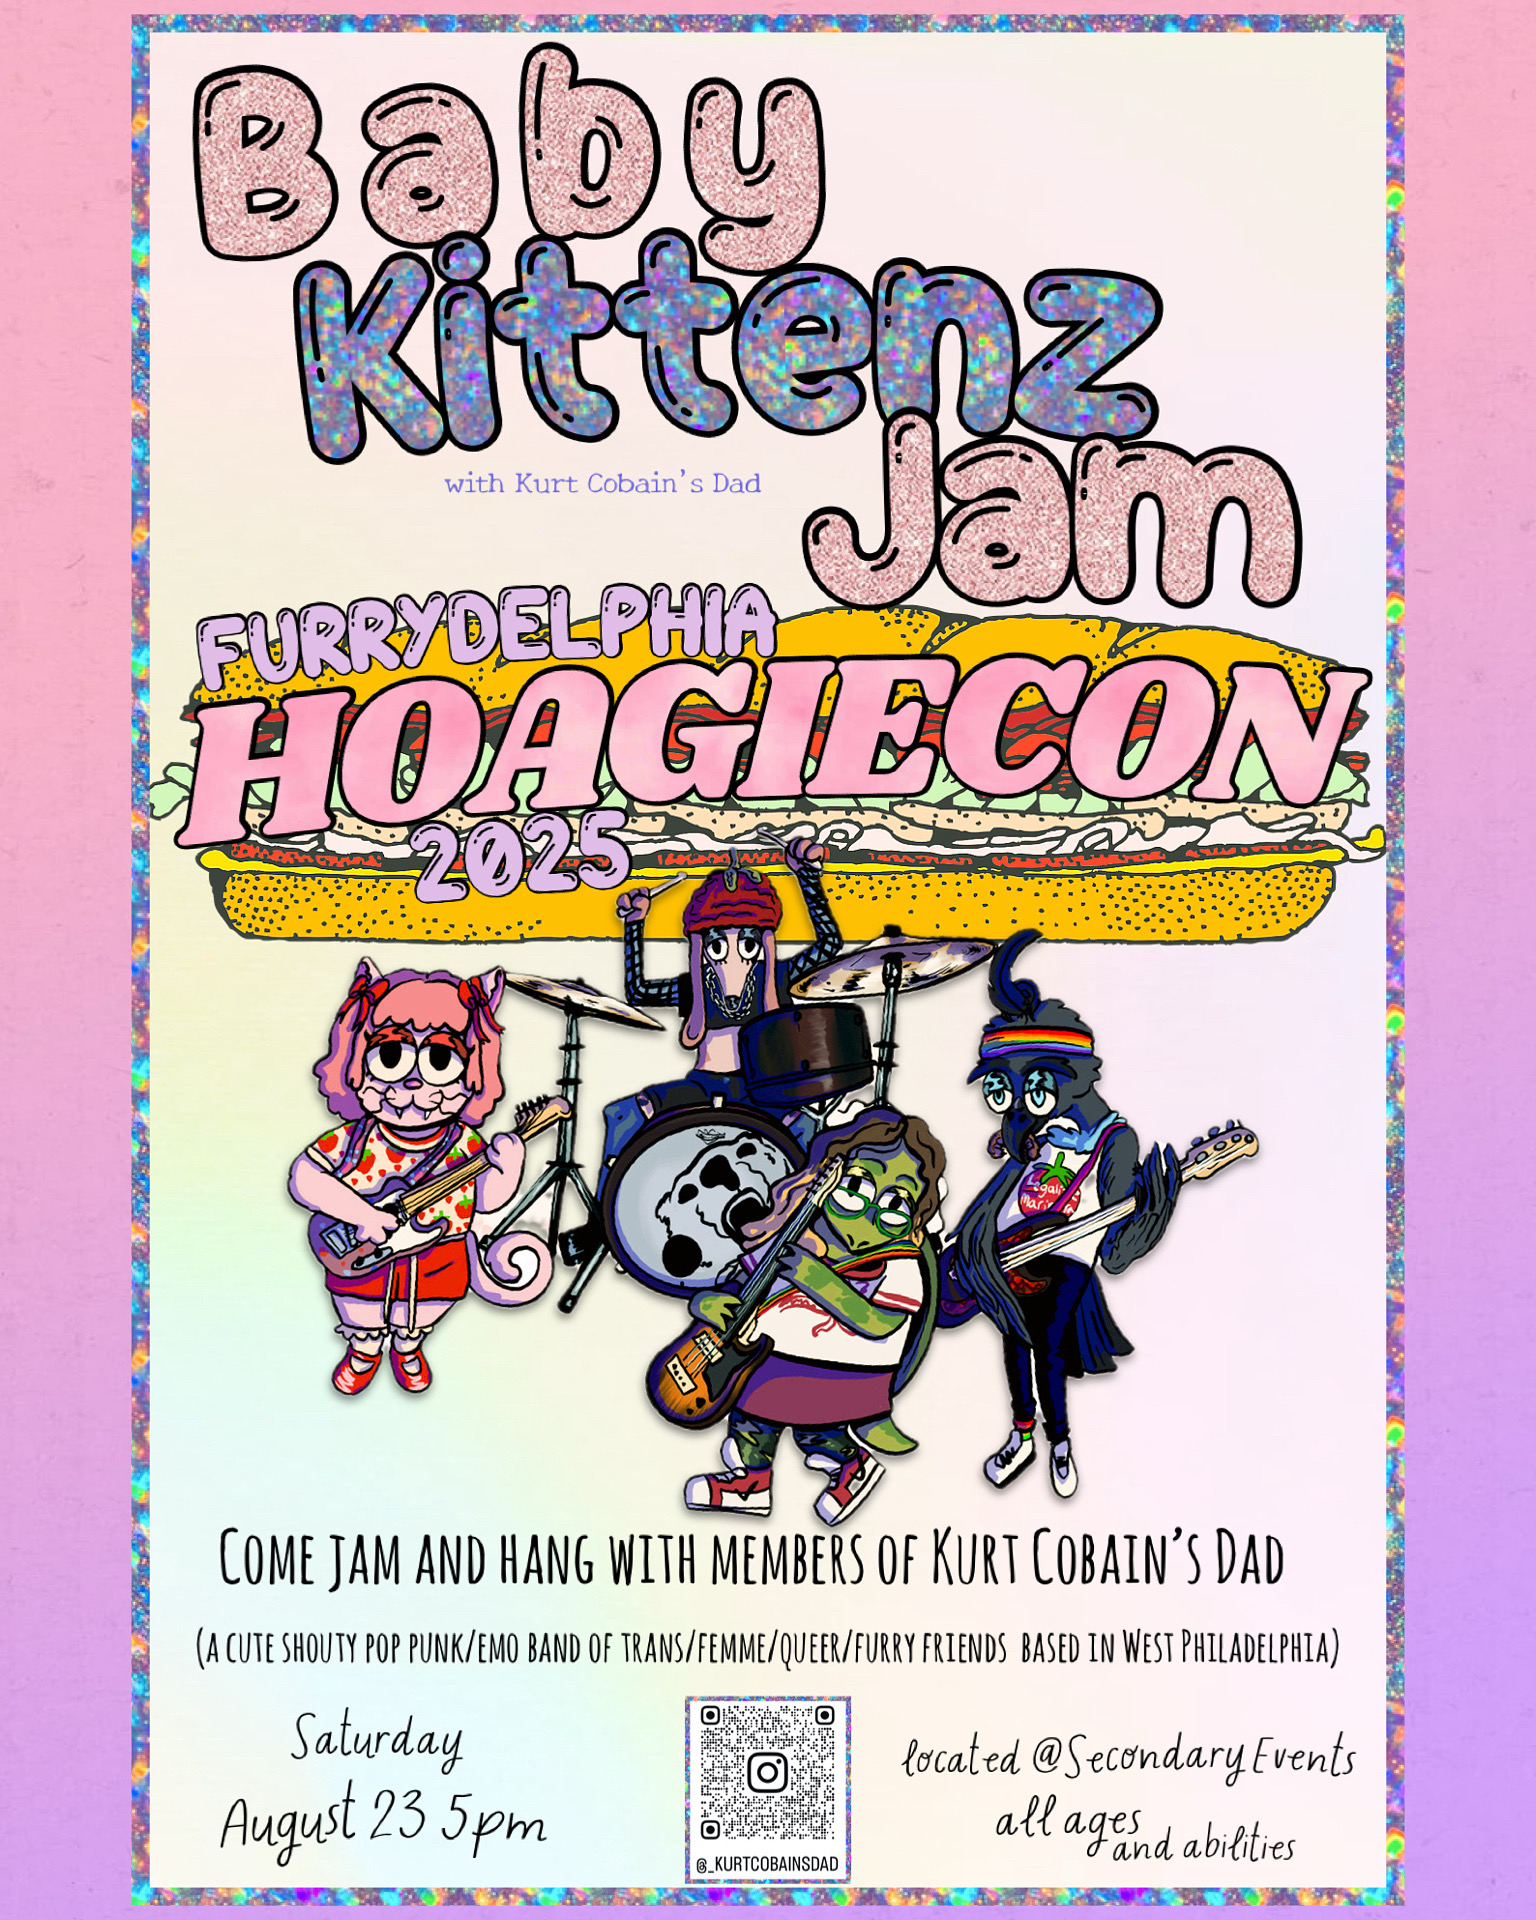 Baby
Kittenz
Jam
with Kurt Cobain's Dad
FURRYDELPHIA
HOAGIECON
2025
COME JAM AND HANG WITH MEMBERS OF KURT COBAIN'S DAD
(A CUTE SHOUTY POP PUNK/EMO BAND OF TRANS/FEMME/QUEER/FURRY FRIENDS BASED IN WEST PHILADELPHIA)
Saturday
August 23 5pm
@_KURTCOBAINSDAD
located @SecondaryEvents
all ages
and abilities